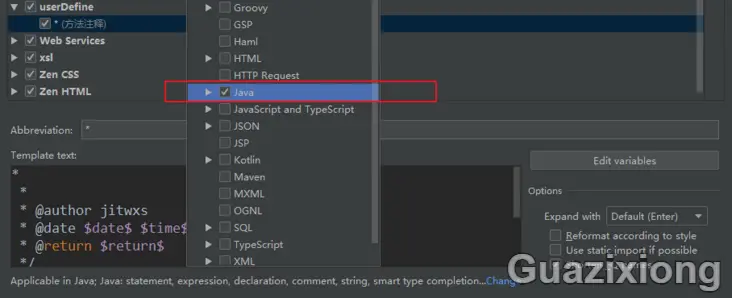 userDefine
* (方法注释)
Web Services
xsl
Zen CSS
Zen HTML
Groovy
GSP
Haml
HTML
HTTP Request
Java
JavaScript and TypeScript
JSON
JSP
Kotlin
Maven
MXML
OGNL
SQL
TypeScript
XML
Abbreviation:
*
Template text:
*
*
* @author jitwxs
* @date $date$ $time$
* @return $return$
*/
Edit variables
Options
Expand with
Default (Enter)
Reformat according to style
Use static import if possible
Applicable in Java; Java: statement, expression, declaration, comment, string, smart type completion...Change
Guazixiong